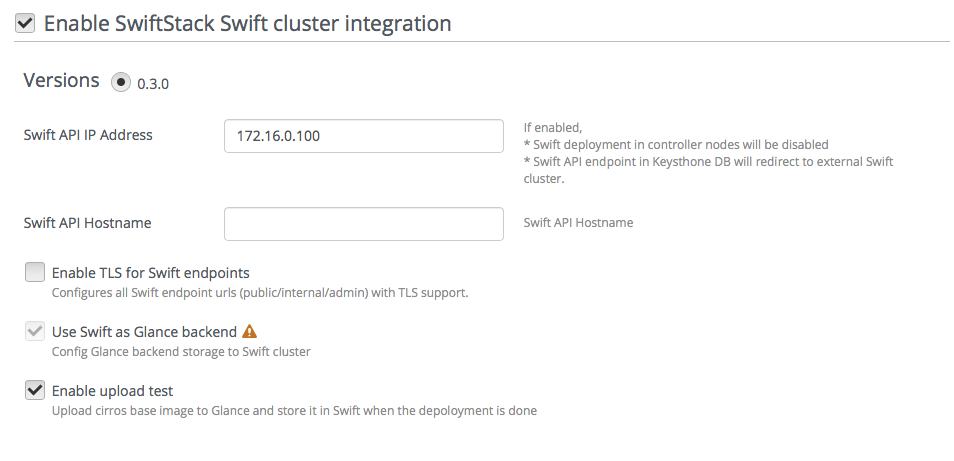 Enable SwiftStack Swift cluster integration
Versions 0.3.0
Swift API IP Address
172.16.0.100
If enabled,
* Swift deployment in controller nodes will be disabled
* Swift API endpoint in Keysthone DB will redirect to external Swift
cluster.
Swift API Hostname
Swift API Hostname
Enable TLS for Swift endpoints
Configures all Swift endpoint urls (public/internal/admin) with TLS support.
Use Swift as Glance backend
Config Glance backend storage to Swift cluster
Enable upload test
Upload cirros base image to Glance and store it in Swift when the depoloyment is done